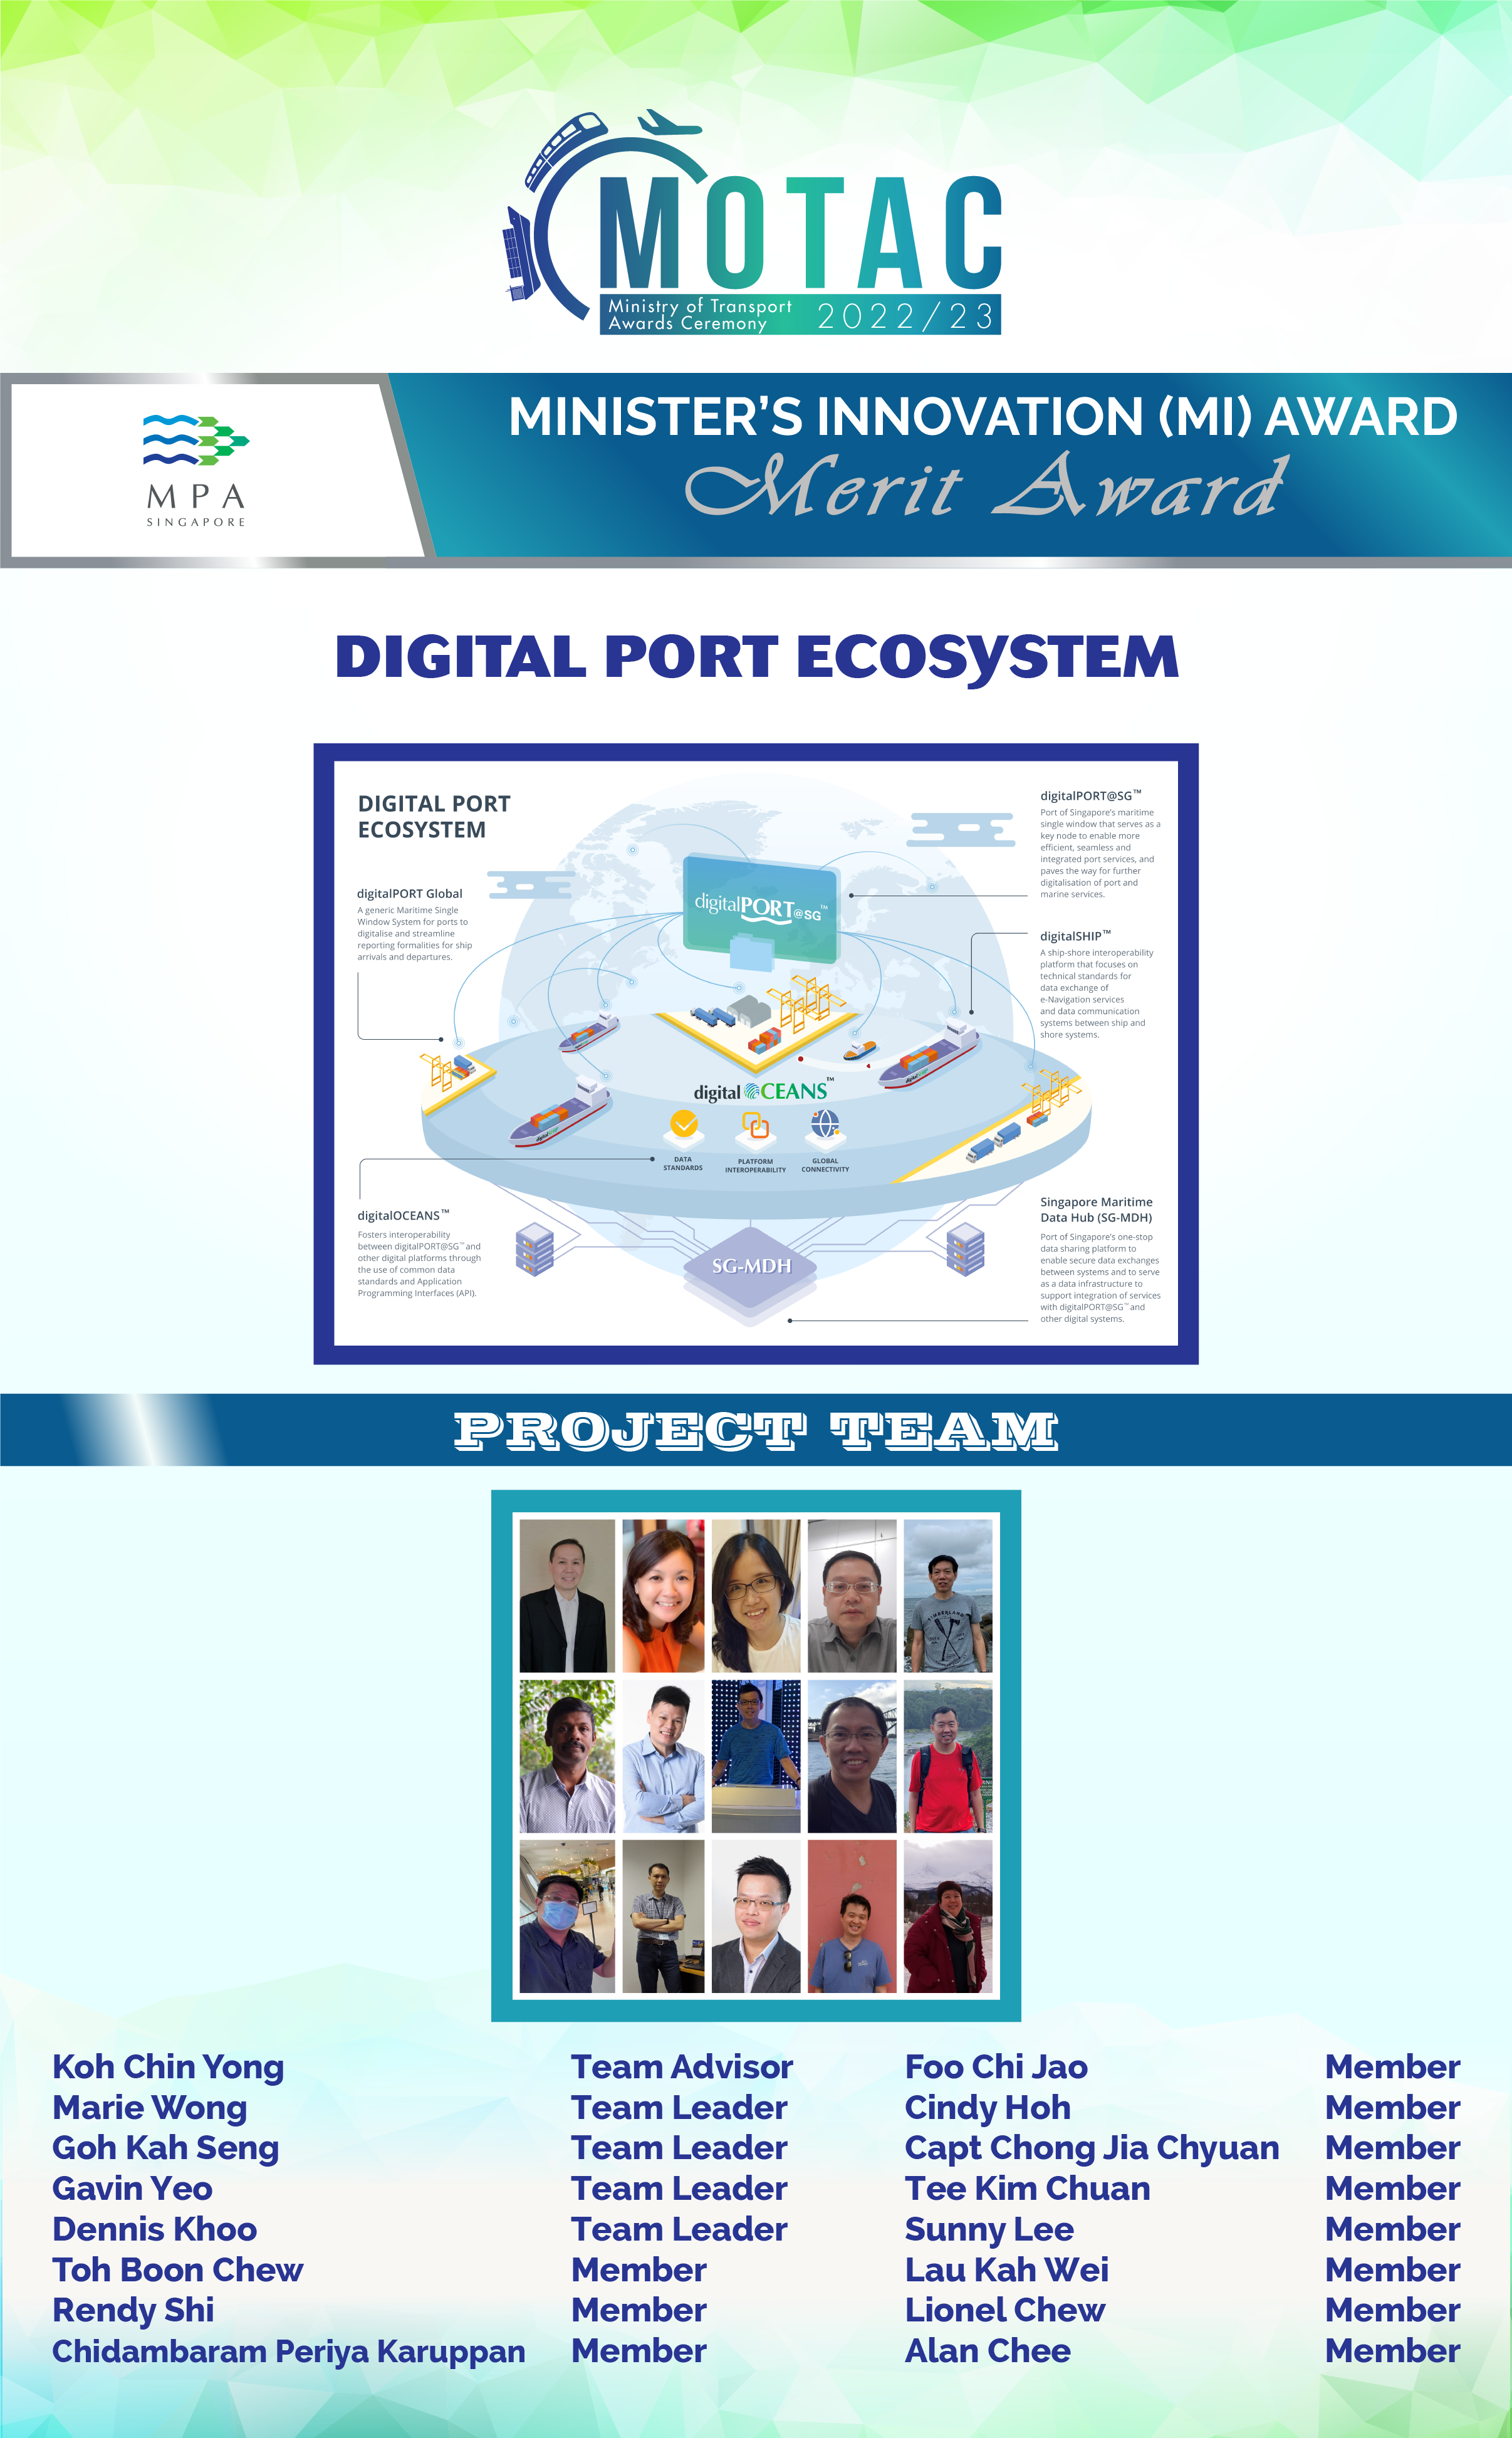 MOTAC
Ministry of Transport
Awards Ceremony
2022/23
MPA
SINGAPORE
MINISTER'S INNOVATION (MI) AWARD
Merit Award
DIGITAL PORT ECOSYSTEM
DIGITAL PORT
ECOSYSTEM
digitalPORT Global
A generic Maritime Single
Window System for ports to
digitalise and streamline
reporting formalities for ship
arrivals and departures.
digitalPORT@SG™
digitalPORT@SG™
Port of Singapore's maritime
single window that serves as a
key node to enable more
efficient, seamless and
integrated port services, and
paves the way for further
digitalisation of port and
marine services.
digitalSHIP™
A ship-shore interoperability
platform that focuses on
technical standards for
data exchange of
e-Navigation services
and data communication
systems between ship and
shore systems.
digital OCEANS™
DATA
STANDARDS
PLATFORM
INTEROPERABILITY
GLOBAL
CONNECTIVITY
digitalOCEANS™
Fosters interoperability
between digitalPORT@SG™ and
other digital platforms through
the use of common data
standards and Application
Programming Interfaces (API).
SG-MDH
Singapore Maritime
Data Hub (SG-MDH)
Port of Singapore's one-stop
data sharing platform to
enable secure data exchanges
between systems and to serve
as a data infrastructure to
support integration of services
with digitalPORT@SG™ and
other digital systems.
PROJECT TEAM
TIMBERLAND
Koh Chin Yong Team Advisor
Marie Wong Team Leader
Goh Kah Seng Team Leader
Gavin Yeo Team Leader
Dennis Khoo Team Leader
Toh Boon Chew Member
Rendy Shi Member
Chidambaram Periya Karuppan Member
Foo Chi Jao Member
Cindy Hoh Member
Capt Chong Jia Chyuan Member
Tee Kim Chuan Member
Sunny Lee Member
Lau Kah Wei Member
Lionel Chew Member
Alan Chee Member